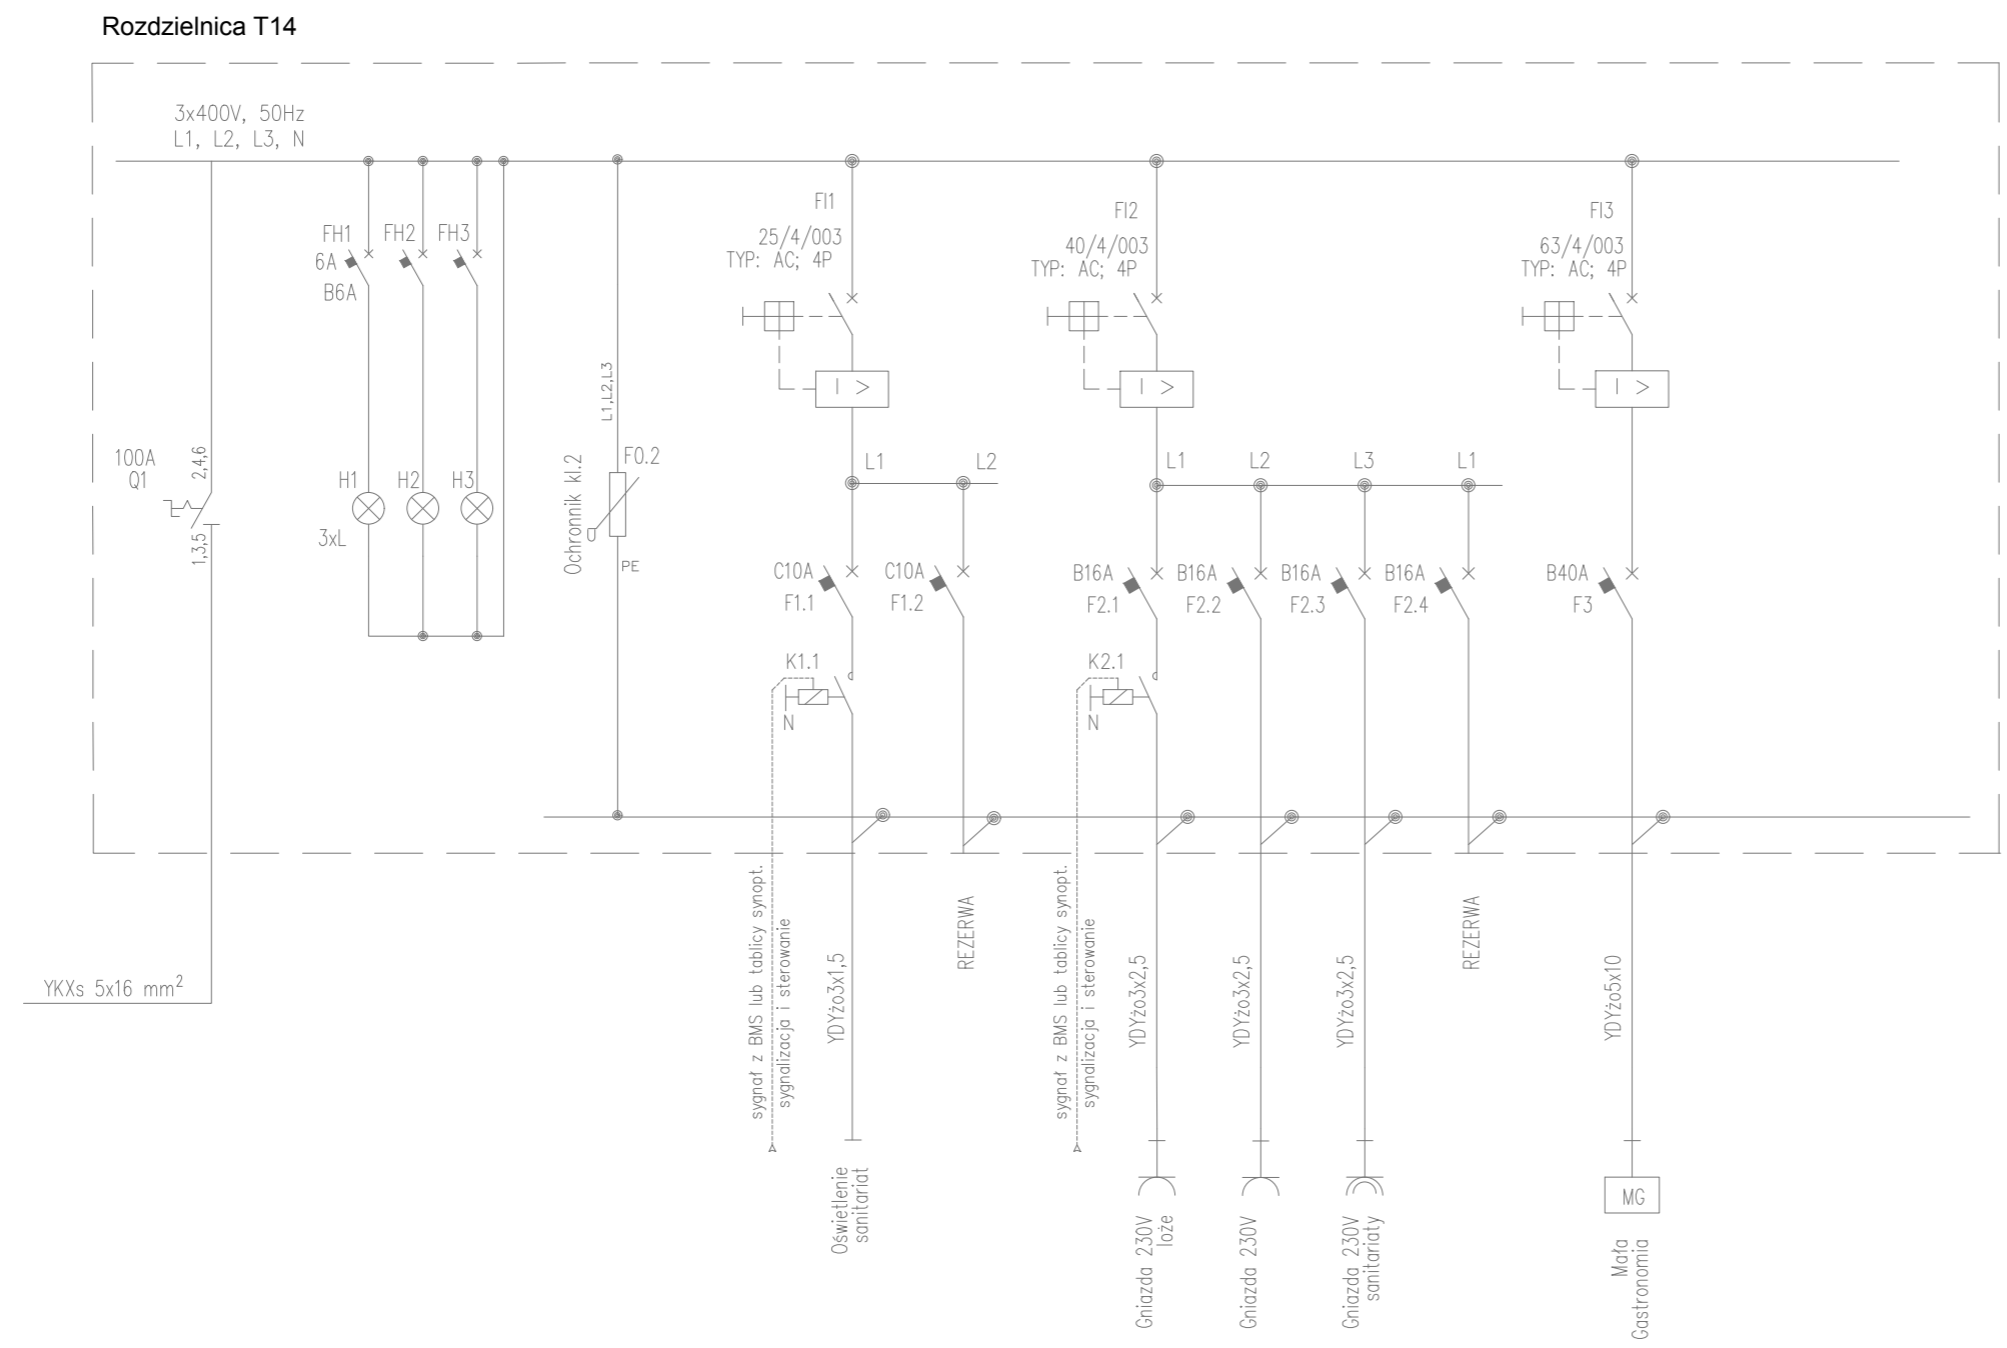 Rozdzielnica T14
3x400V, 50Hz
L1, L2, L3, N
FH1
6A
B6A
FH2
FH3
100A
Q1
2,4,6
1,3,5
H1
H2
H3
3xL
L1,L2,L3
Ochronnik kl.2
F0.2
PE
FI1
25/4/003
TYP: AC; 4P
L1
L2
C10A
F1.1
C10A
F1.2
K1.1
N
FI2
40/4/003
TYP: AC; 4P
L1
L2
L3
L1
B16A
F2.1
B16A
F2.2
B16A
F2.3
B16A
F2.4
K2.1
N
FI3
63/4/003
TYP: AC; 4P
B40A
F3
YKXs 5x16 mm²
sygnał z BMS lub tablicy synopt.
sygnalizacja i sterowanie
YDYżo3x1,5
REZERWA
sygnał z BMS lub tablicy synopt.
sygnalizacja i sterowanie
YDYżo3x2,5
YDYżo3x2,5
YDYżo3x2,5
REZERWA
YDYżo5x10
Oświetlenie
sanitariat
Gniazda 230V
loże
Gniazda 230V
Gniazda 230V
sanitariaty
MG
Mała
Gastronomia